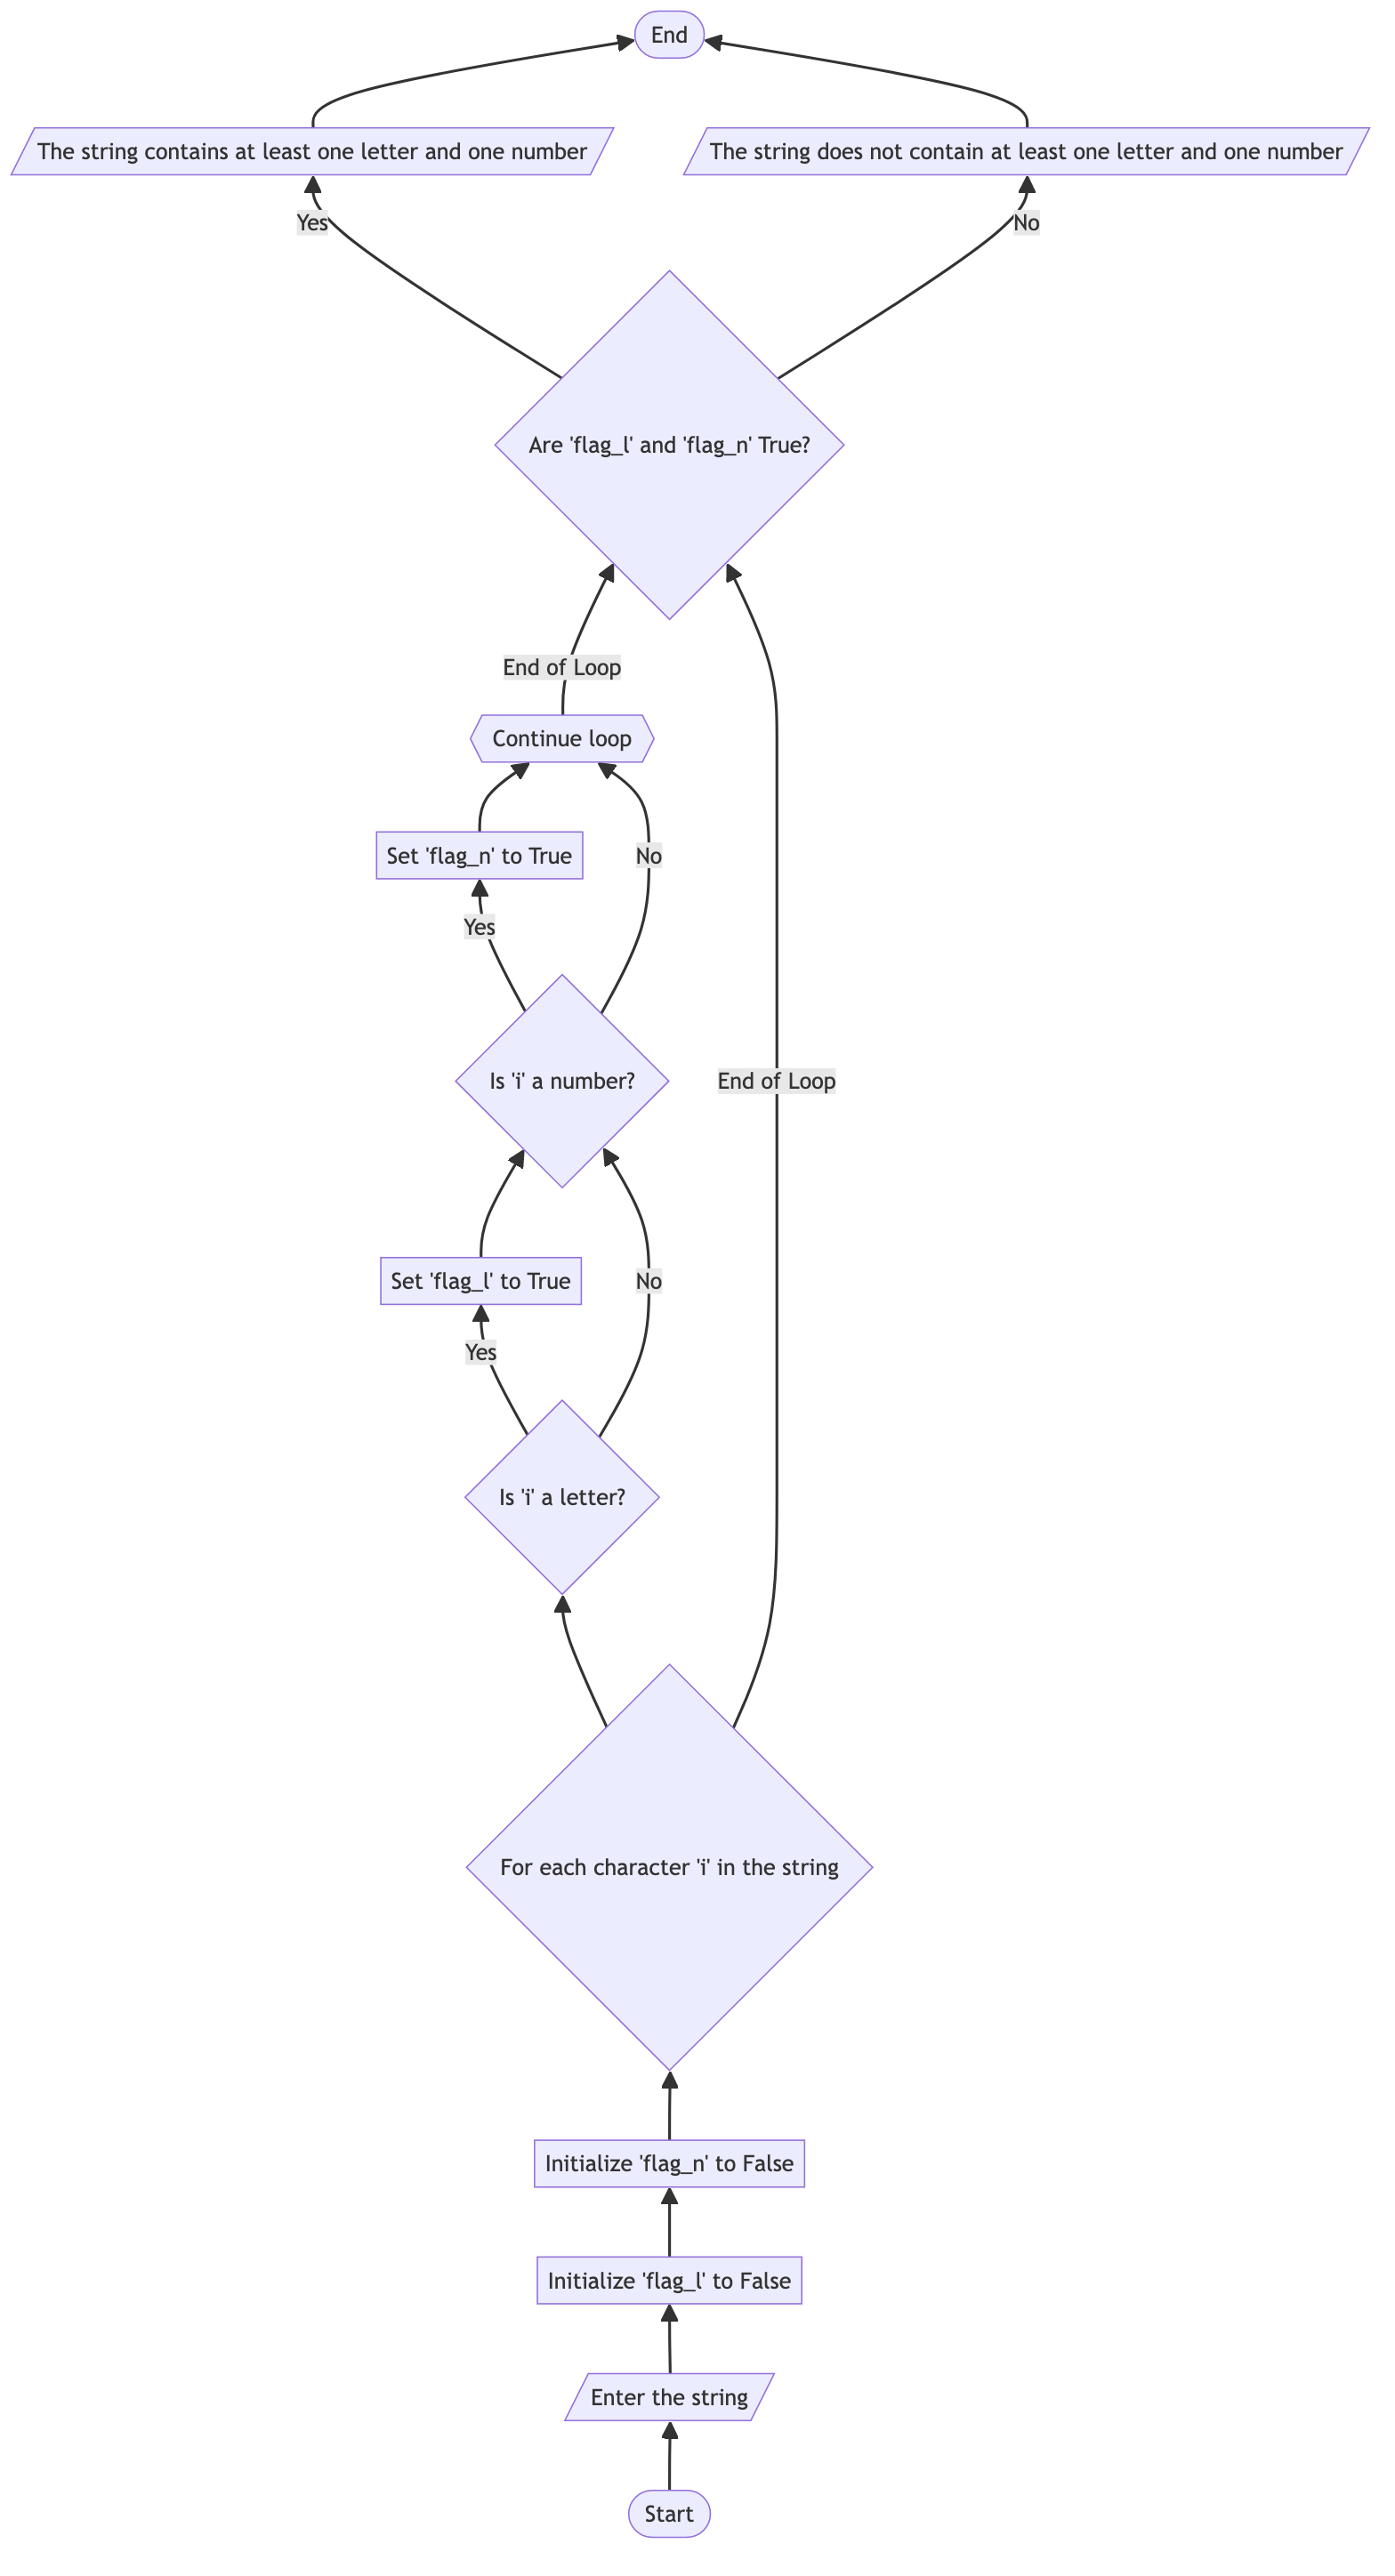 End
The string contains at least one letter and one number
The string does not contain at least one letter and one number
Yes
No
Are 'flag_l' and 'flag_n' True?
End of Loop
Continue loop
Set 'flag_n' to True
No
Yes
Is 'i' a number?
End of Loop
Set 'flag_l' to True
No
Yes
Is 'i' a letter?
For each character 'i' in the string
Initialize 'flag_n' to False
Initialize 'flag_l' to False
Enter the string
Start